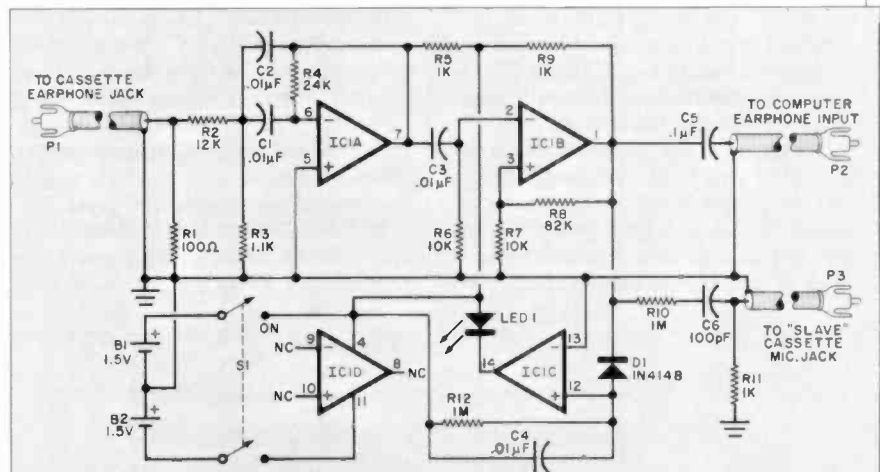 TO CASSETTE
EARPHONE JACK
P1
R2
12K
C2
.01µF
R4
24K
C1
.01µF
6
5
IC1A
7
R5
1K
R9
1K
C3
.01µF
2
3
IC1B
1
C5
.1µF
TO COMPUTER
EARPHONE INPUT
P2
R1
100Ω
R3
1.1K
R6
10K
R7
10K
R8
82K
P3
TO "SLAVE"
CASSETTE
MIC. JACK
B1
1.5V
B2
1.5V
S1
ON
NC
9
NC
10
IC1D
4
11
8
NC
LED1
14
IC1C
13
12
R10
1M
C6
100pF
D1
1N4148
R11
1K
R12
1M
C4
.01µF